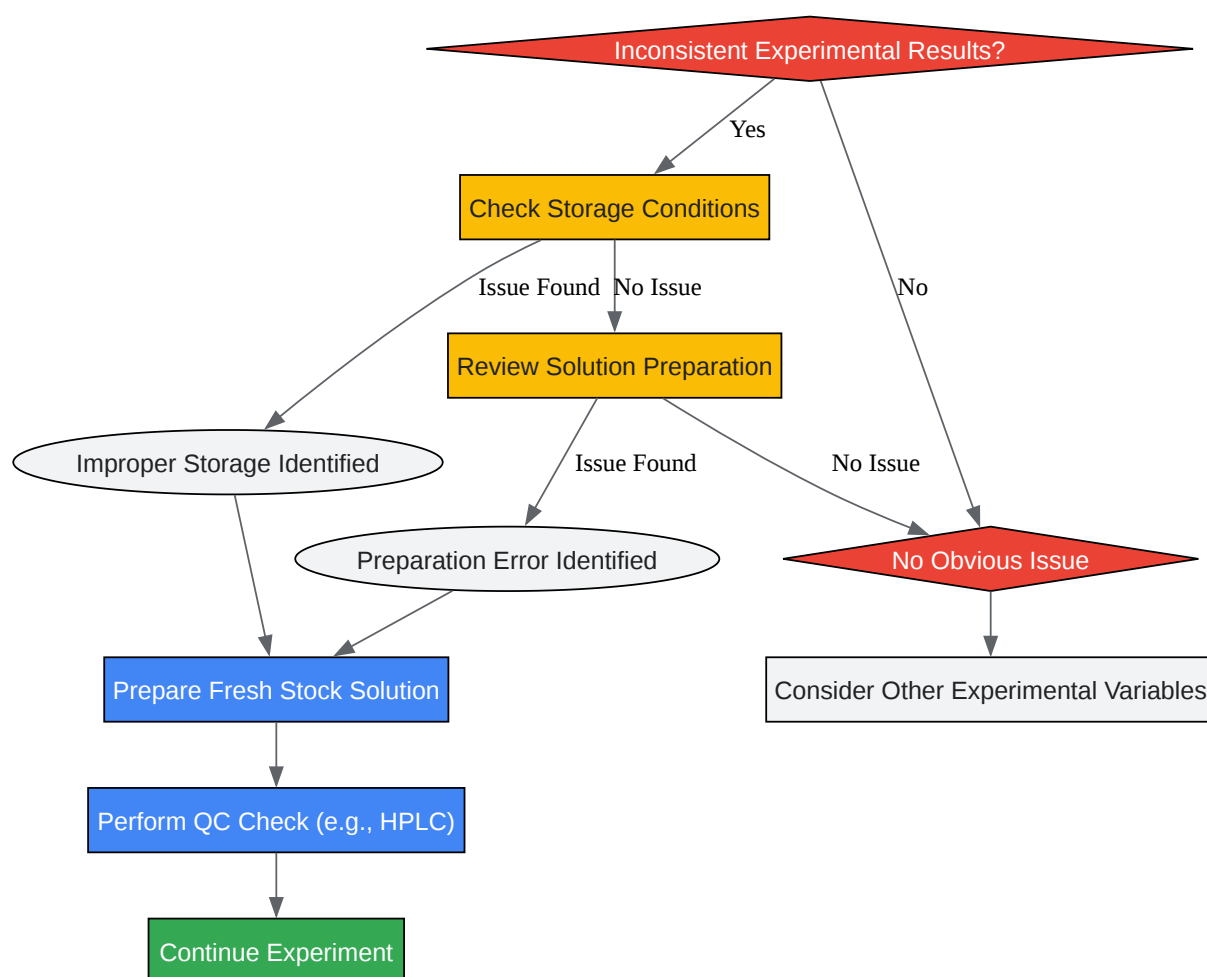 Inconsistent Experimental Results?
Yes
Check Storage Conditions
Issue Found
No Issue
No
Review Solution Preparation
Improper Storage Identified
Issue Found
No Issue
Preparation Error Identified
No Obvious Issue
Prepare Fresh Stock Solution
Consider Other Experimental Variables
Perform QC Check (e.g., HPLC)
Continue Experiment